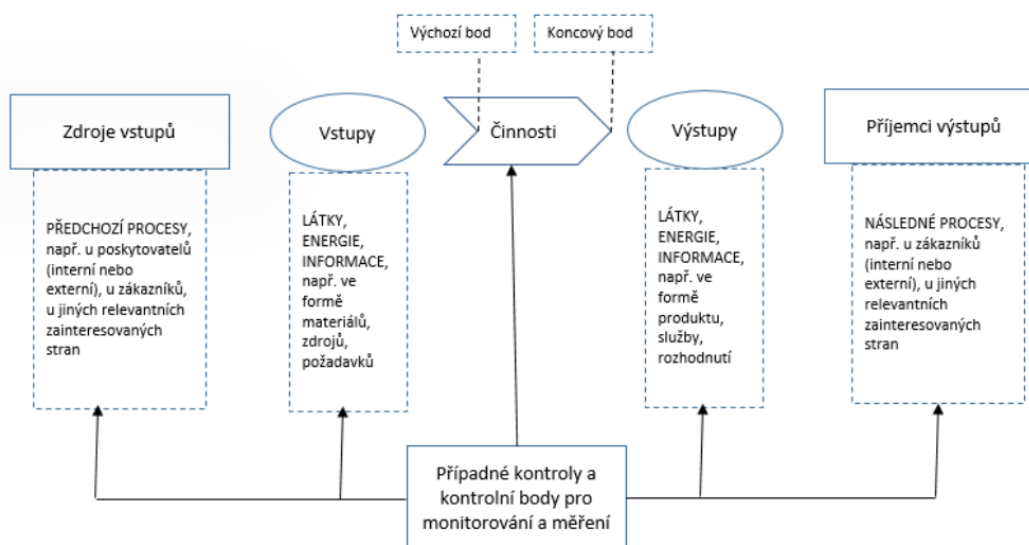 Výchozí bod
Koncový bod
Zdroje vstupů
Vstupy
Činnosti
Výstupy
Příjemci výstupů
PŘEDCHOZÍ PROCESY,
např. u poskytovatelů
(interní nebo
externí), u zákazníků,
u jiných relevantních
zainteresovaných
stran
LÁTKY,
ENERGIE,
INFORMACE,
např. ve
formě
materiálů,
zdrojů,
požadavků
LÁTKY,
ENERGIE,
INFORMACE,
např. ve
formě
produktu,
služby,
rozhodnutí
NÁSLEDNÉ PROCESY,
např. u zákazníků
(interní nebo
externí), u jiných
relevantních
zainteresovaných
stran
Případné kontroly a
kontrolní body pro
monitorování a měření